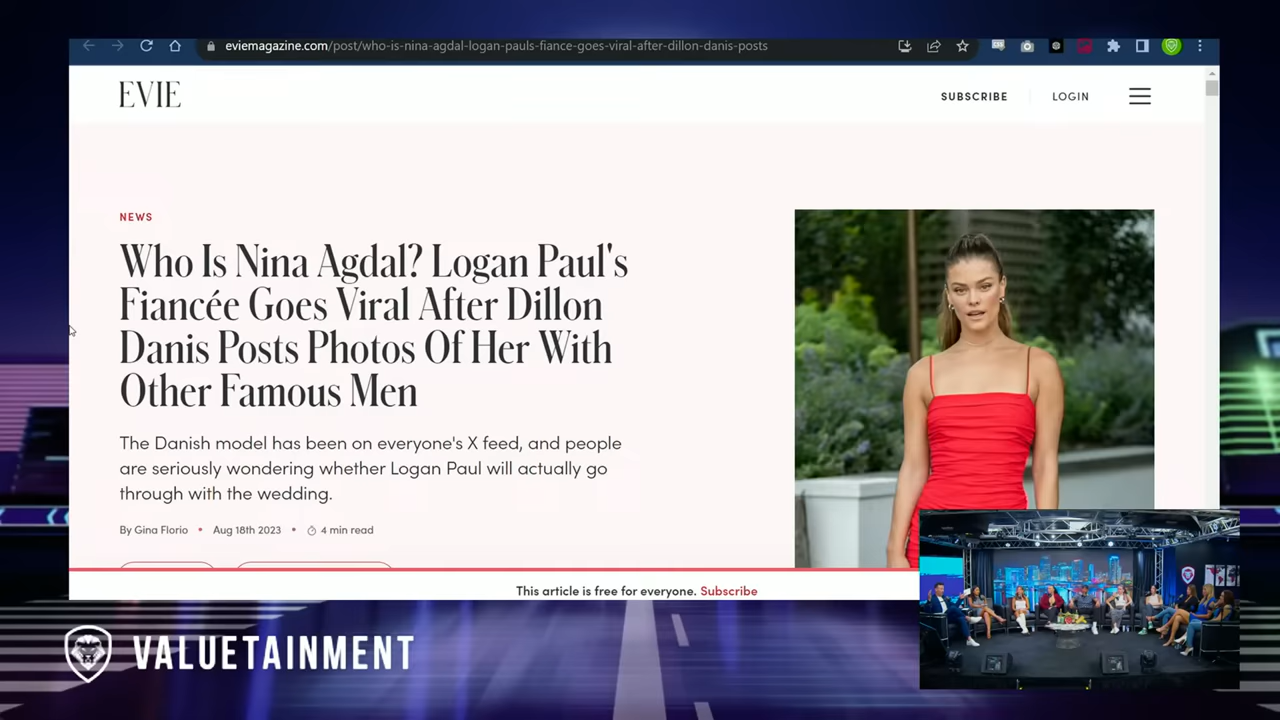 eviemagazine.com/post/who-is-nina-agdal-logan-pauls-fiance-goes-viral-after-dillon-danis-posts
EVIE
SUBSCRIBE
LOGIN
NEWS
Who Is Nina Agdal? Logan Paul's
Fiancée Goes Viral After Dillon
Danis Posts Photos Of Her With
Other Famous Men
The Danish model has been on everyone's X feed, and people
are seriously wondering whether Logan Paul will actually go
through with the wedding.
By Gina Florio • Aug 18th 2023 • 4 min read
This article is free for everyone. Subscribe
VALUETAINMENT